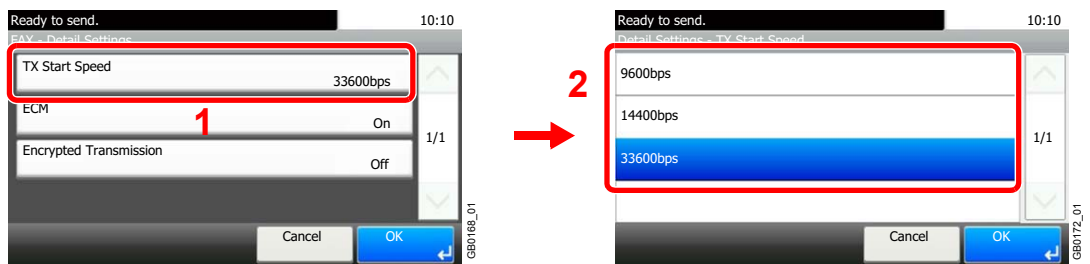 Ready to send.
10:10
FAX - Detail Settings
TX Start Speed
33600bps
1
ECM
On
1/1
Encrypted Transmission
Off
Cancel
OK
GB0168_01
Ready to send.
10:10
Detail Settings - TX Start Speed
2
9600bps
14400bps
1/1
33600bps
Cancel
OK
GB0172_01